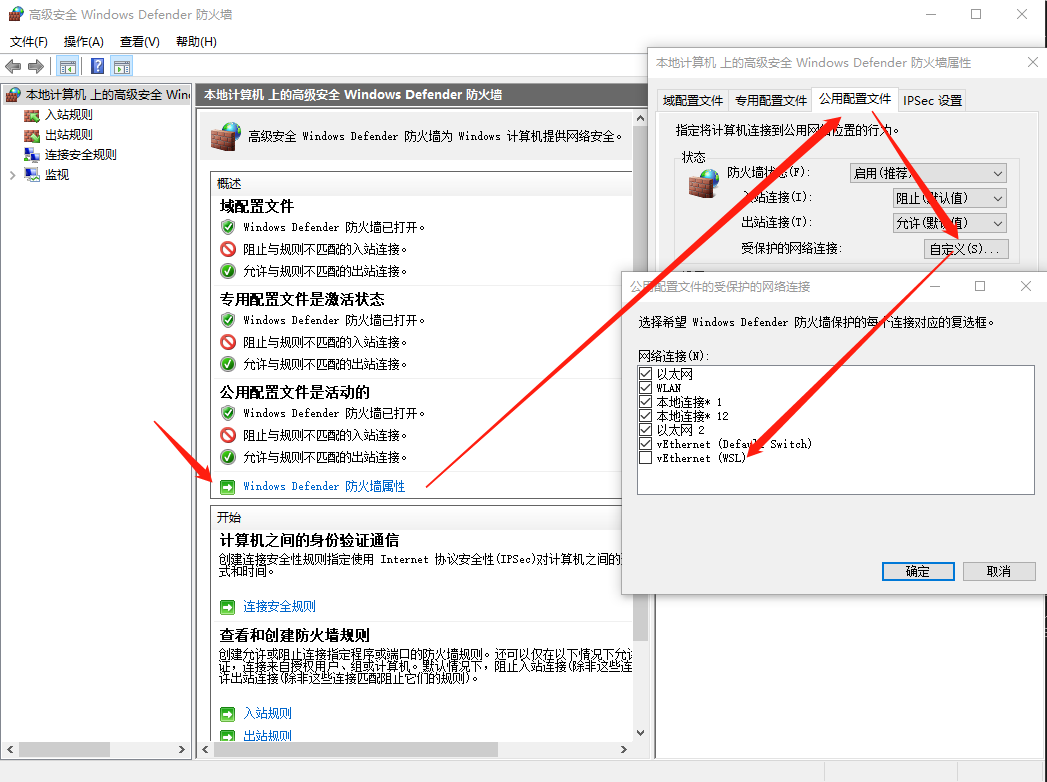 高级安全 Windows Defender 防火墙
文件(F) 操作(A) 查看(V) 帮助(H)
本地计算机 上的高级安全 Win
入站规则
出站规则
连接安全规则
监视
本地计算机 上的高级安全 Windows Defender 防火墙
高级安全 Windows Defender 防火墙为 Windows 计算机提供网络安全。
概述
域配置文件
Windows Defender 防火墙已打开。
阻止与规则不匹配的入站连接。
允许与规则不匹配的出站连接。
专用配置文件是激活状态
Windows Defender 防火墙已打开。
阻止与规则不匹配的入站连接。
允许与规则不匹配的出站连接。
公用配置文件是活动的
Windows Defender 防火墙已打开。
阻止与规则不匹配的入站连接。
允许与规则不匹配的出站连接。
Windows Defender 防火墙属性
开始
计算机之间的身份验证通信
创建连接安全性规则指定使用 Internet 协议安全性(IPSec)对计算机之间的
式和时间。
连接安全规则
查看和创建防火墙规则
创建允许或阻止连接指定程序或端口的防火墙规则。还可以仅在以下情况下允
证，连接来自授权用户、组或计算机。默认情况下，阻止入站连接(除非这些连
许出站连接(除非这些连接匹配阻止它们的规则)。
入站规则
出站规则
本地计算机 上的高级安全 Windows Defender 防火墙属性
域配置文件 专用配置文件 公用配置文件 IPSec 设置
指定将计算机连接到公用网络位置的行为。
状态
防火墙状态(F): 启用(推荐)
入站连接(I): 阻止(默认值)
出站连接(T): 允许(默认值)
受保护的网络连接: 自定义(S)...
公用配置文件的受保护的网络连接
选择希望 Windows Defender 防火墙保护的每个连接对应的复选框。
网络连接(N):
以太网
WLAN
本地连接* 1
本地连接* 12
以太网 2
vEthernet (Default Switch)
vEthernet (WSL)
确定 取消